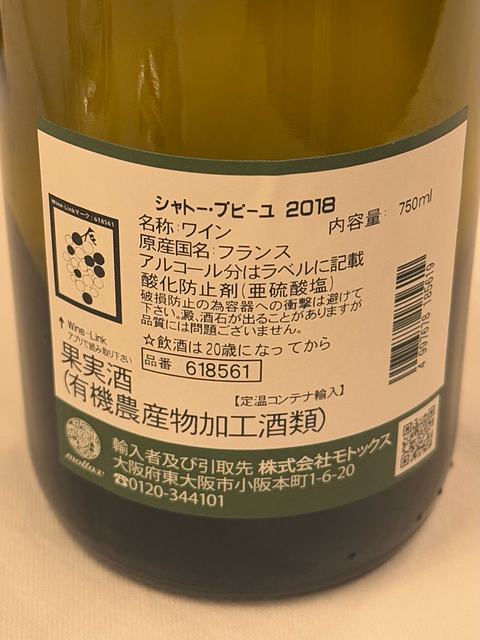 Wine-Linkマーク:618561
シャトー・プピーユ 2018
名称:ワイン
内容量: 750ml
原産国名:フランス
アルコール分はラベルに記載
酸化防止剤(亜硫酸塩)
破損防止の為容器への衝撃は避けて
下さい。澱、酒石が出ることがありますが
品質には問題ございません。
☆飲酒は20歳になってから
↑Wine-Link
アプリで読み取り下さい
品番 618561
4 997678 185619
果実酒
【定温コンテナ輸入】
(有機農産物加工酒類)
mottox
輸入者及び引取先 株式会社モトックス
大阪府東大阪市小阪本町1-6-20
☎0120-344101